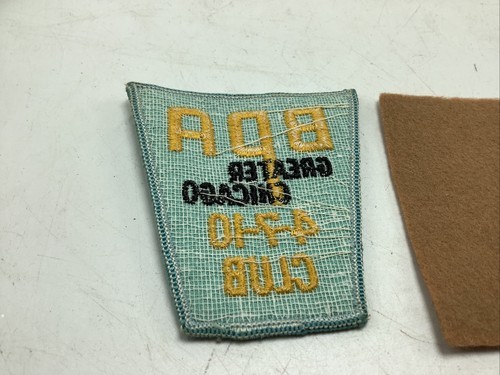 BPA
GREATER
CHICAGO
4-7-10
CLUB